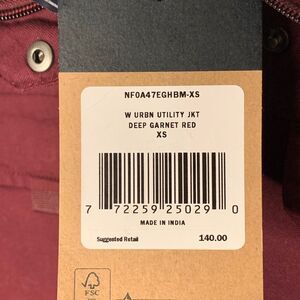 NF0A47EGHBM-XS
W URBN UTILITY JKT
DEEP GARNET RED
XS
7 72259 25029 0
MADE IN INDIA
Suggested Retail 140.00
FSC